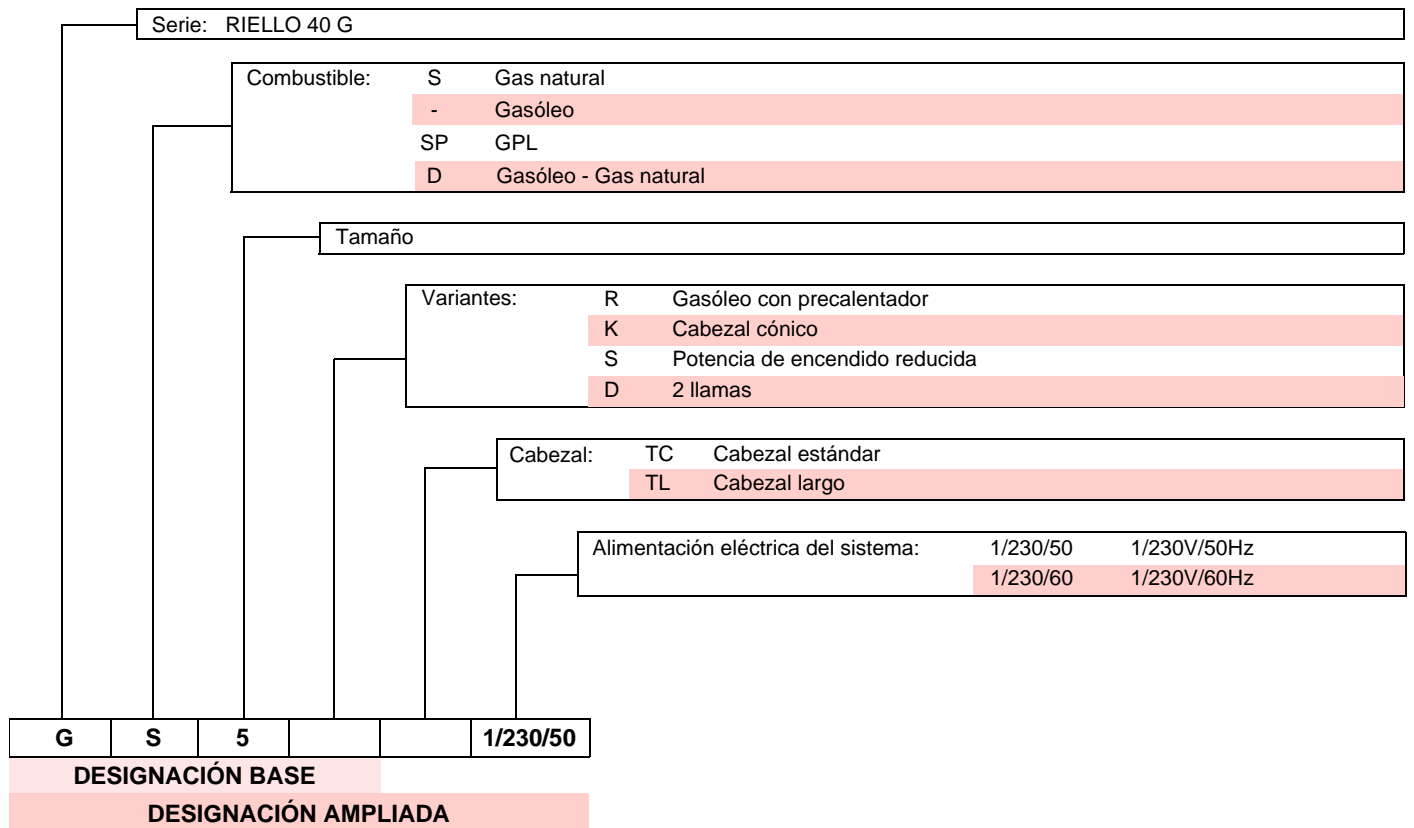 Serie: RIELLO 40 G
Combustible: S Gas natural
- Gasóleo
SP GPL
D Gasóleo - Gas natural
Tamaño
Variantes: R Gasóleo con precalentador
K Cabezal cónico
S Potencia de encendido reducida
D 2 llamas
Cabezal: TC Cabezal estándar
TL Cabezal largo
Alimentación eléctrica del sistema: 1/230/50 1/230V/50Hz
1/230/60 1/230V/60Hz
G S 5 1/230/50
DESIGNACIÓN BASE
DESIGNACIÓN AMPLIADA